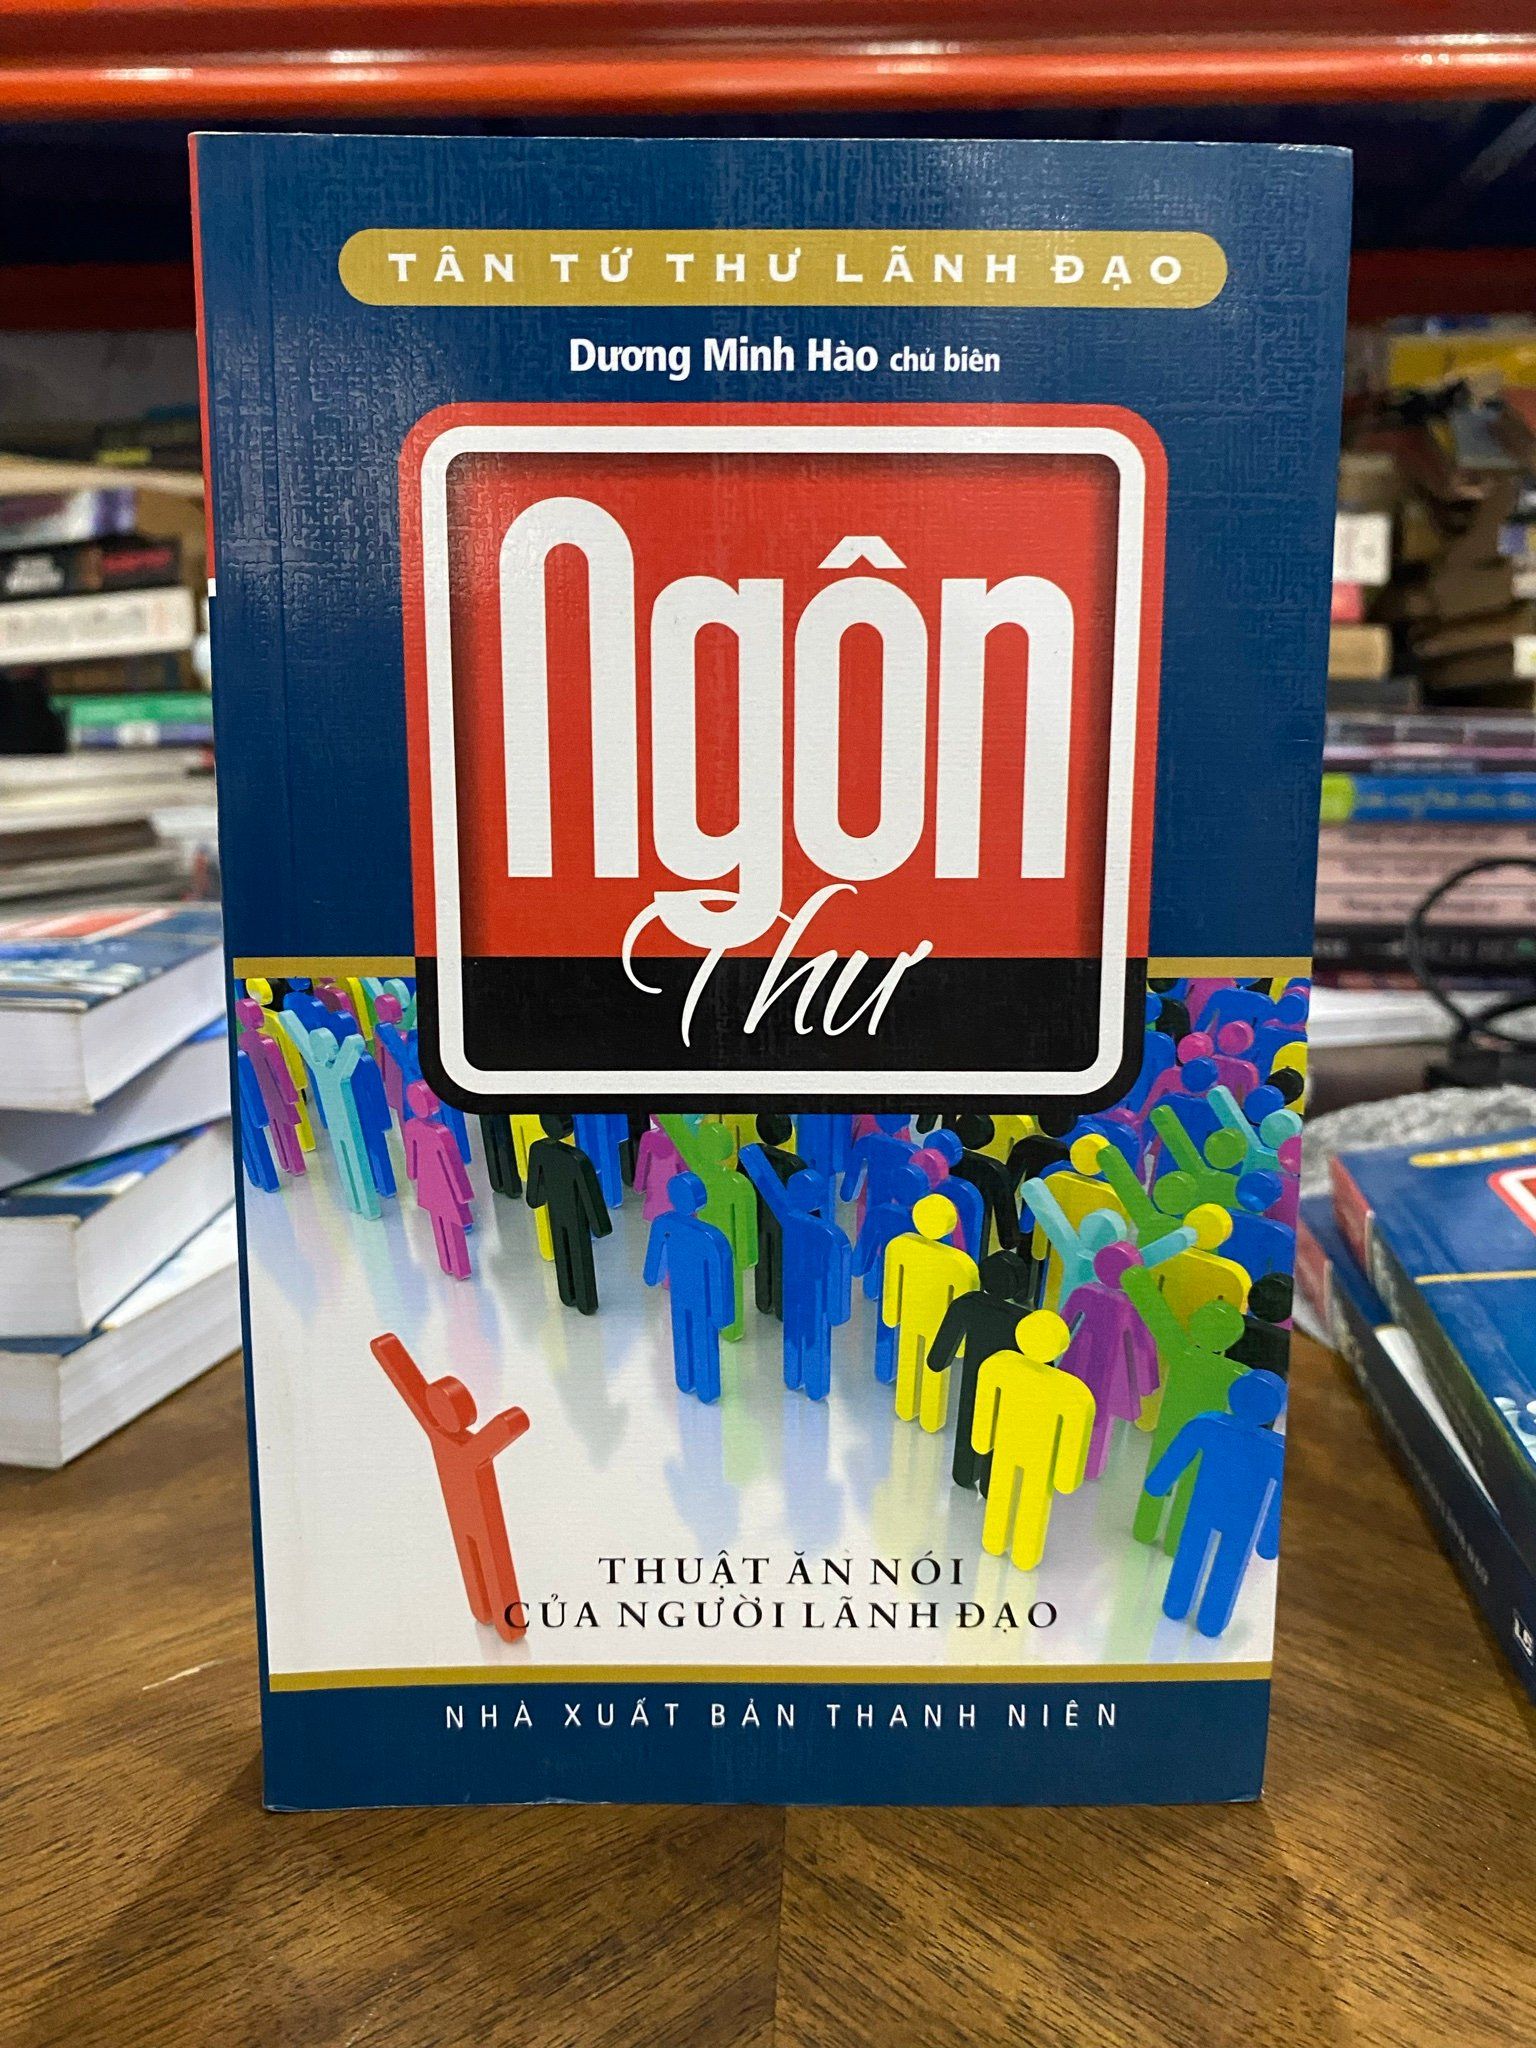 TÂN TỨ THƯ LÃNH ĐẠO
Dương Minh Hào chủ biên
Ngôn
Thư
THUẬT ĂN NÓI
CỦA NGƯỜI LÃNH ĐẠO
NHÀ XUẤT BẢN THANH NIÊN